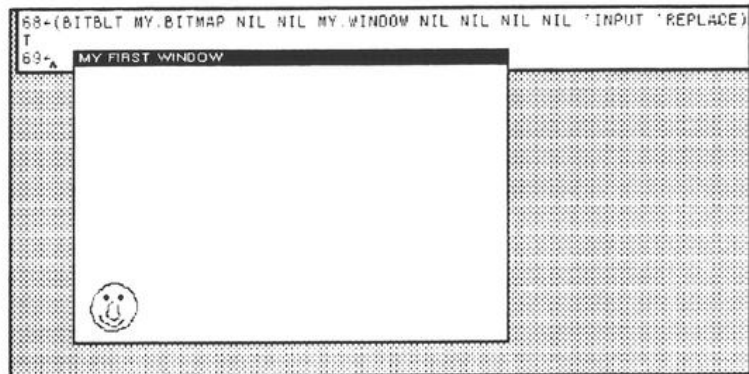 68←(BITBLT MY.BITMAP NIL NIL MY.WINDOW NIL NIL NIL NIL 'INPUT 'REPLACE)
T
69←
MY FIRST WINDOW